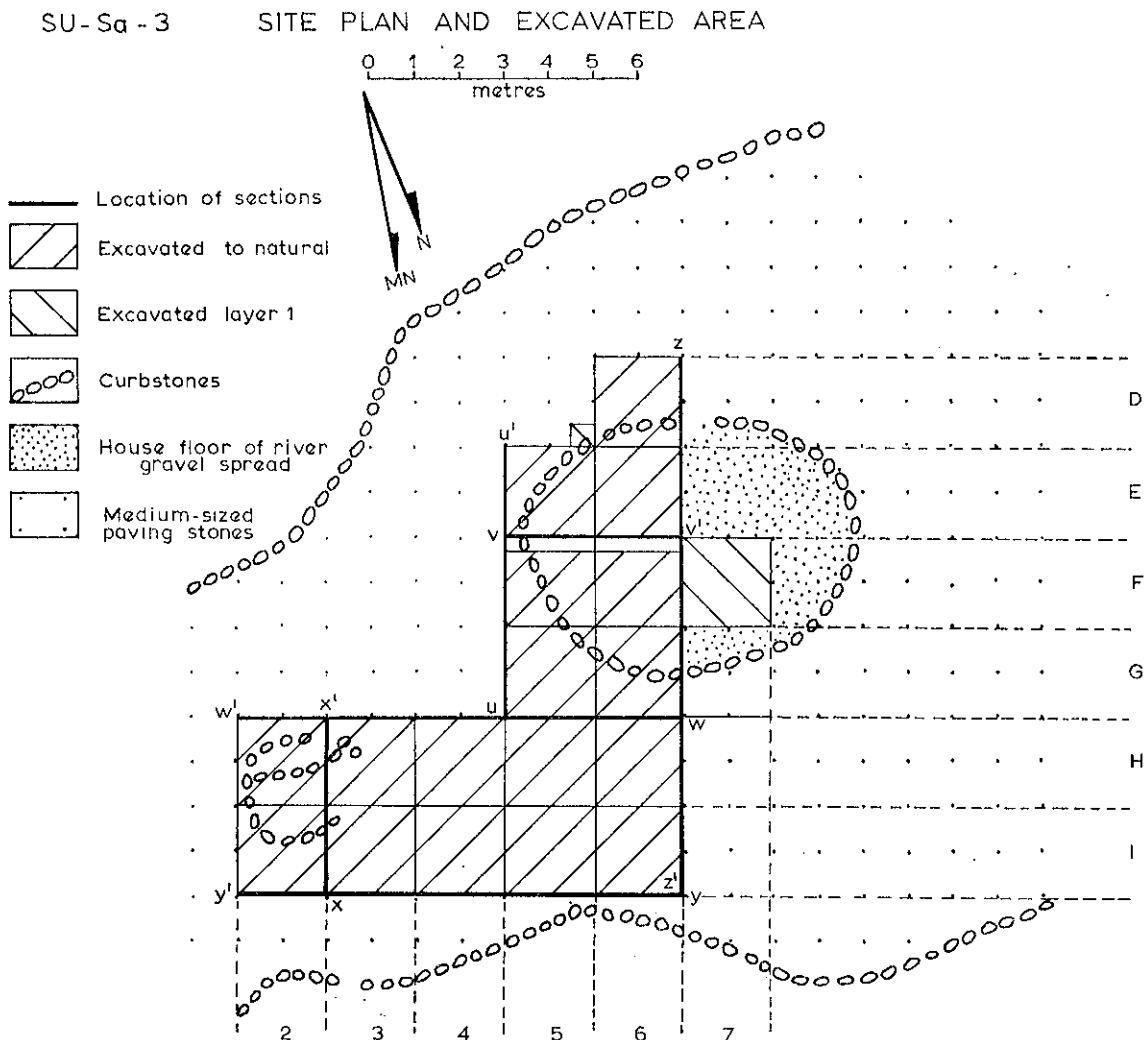 SU-Sa-3 SITE PLAN AND EXCAVATED AREA
0 1 2 3 4 5 6
metres
N
MN
Location of sections
Excavated to natural
Excavated layer 1
Curbstones
House floor of river
gravel spread
Medium-sized
paving stones
z
D
u'
E
v v'
F
G
w' x' u w
H
I
y' x z' y
2 3 4 5 6 7